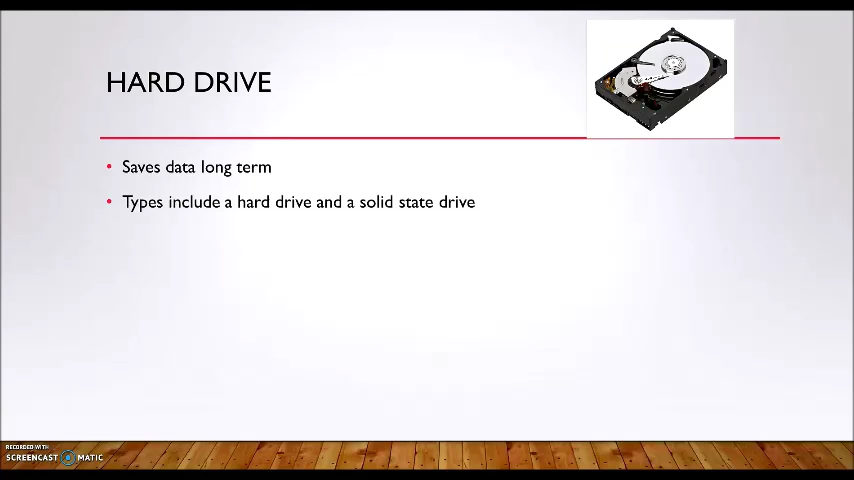 HARD DRIVE
• Saves data long term
• Types include a hard drive and a solid state drive
RECORDED WITH
SCREENCAST MATIC